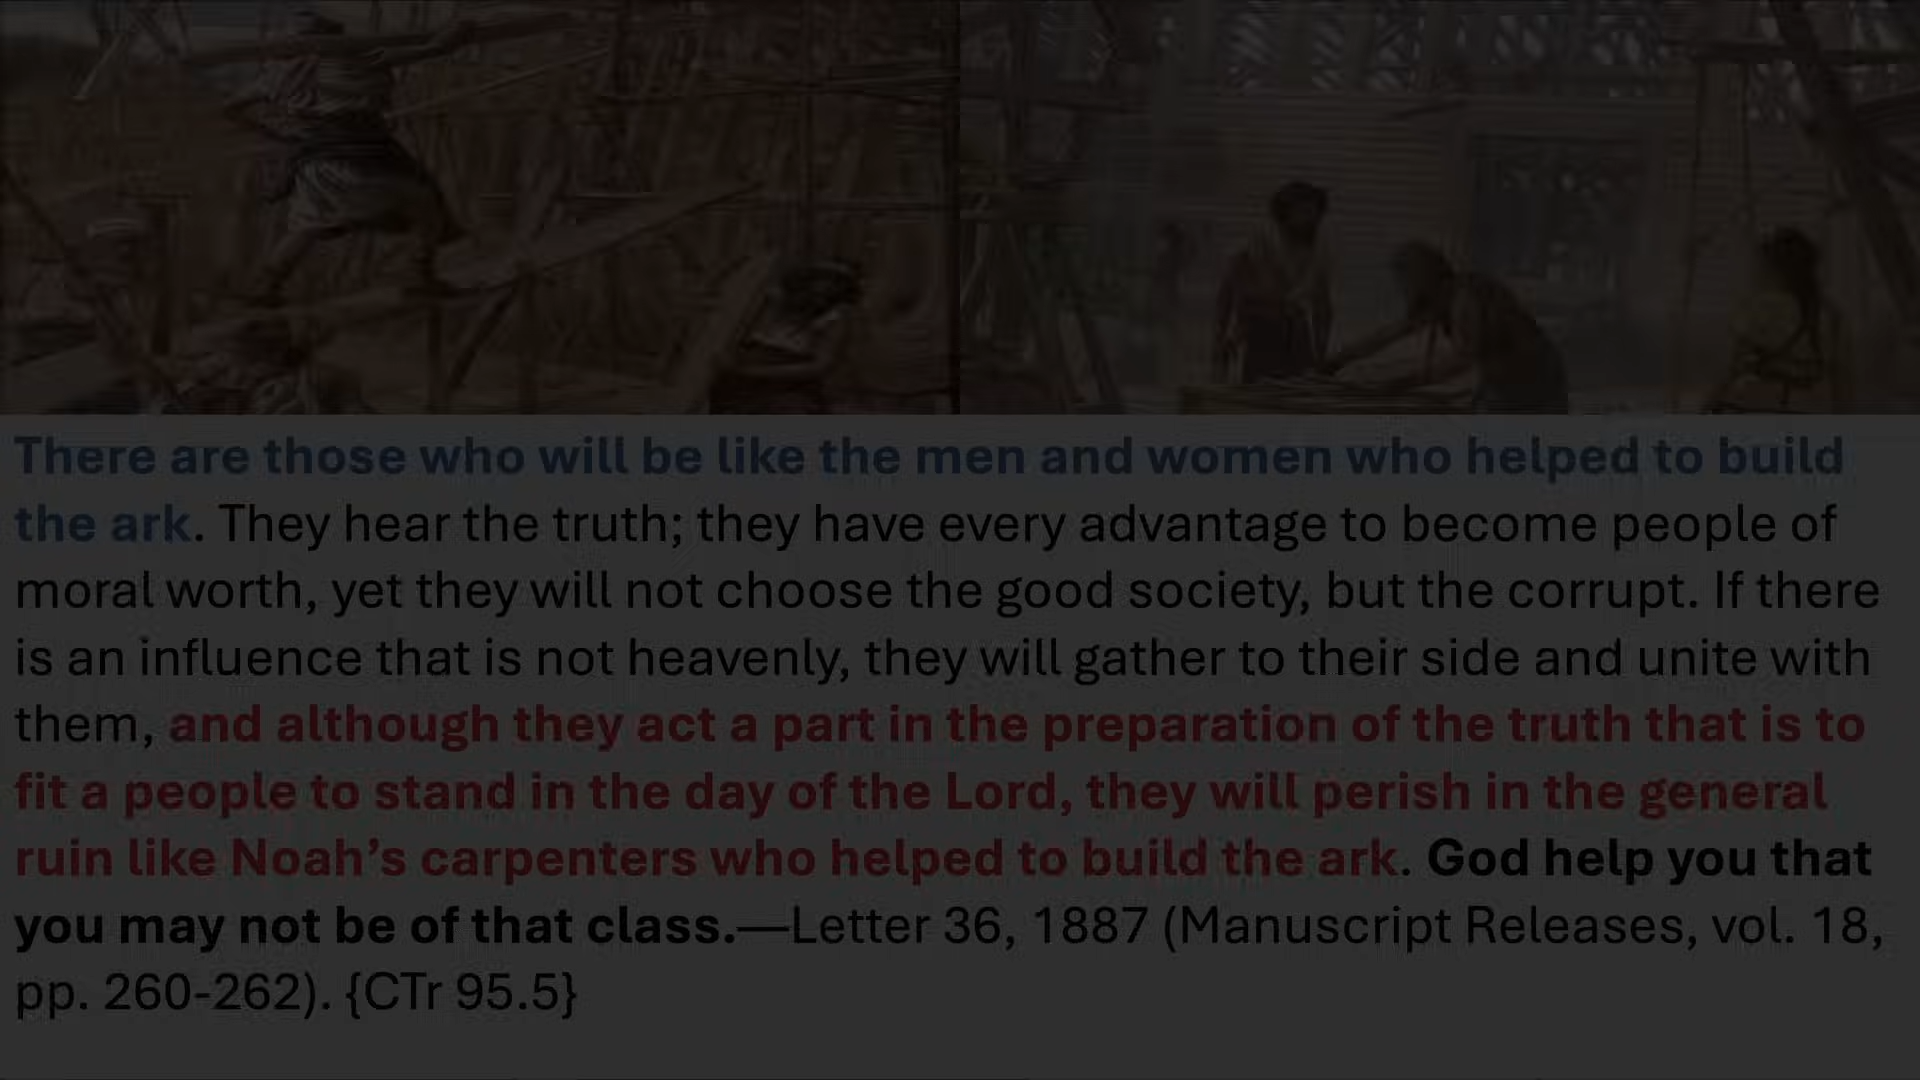 There are those who will be like the men and women who helped to build
the ark. They hear the truth; they have every advantage to become people of
moral worth, yet they will not choose the good society, but the corrupt. If there
is an influence that is not heavenly, they will gather to their side and unite with
them, and although they act a part in the preparation of the truth that is to
fit a people to stand in the day of the Lord, they will perish in the general
ruin like Noah’s carpenters who helped to build the ark. God help you that
you may not be of that class.—Letter 36, 1887 (Manuscript Releases, vol. 18,
pp. 260-262). {CTr 95.5}